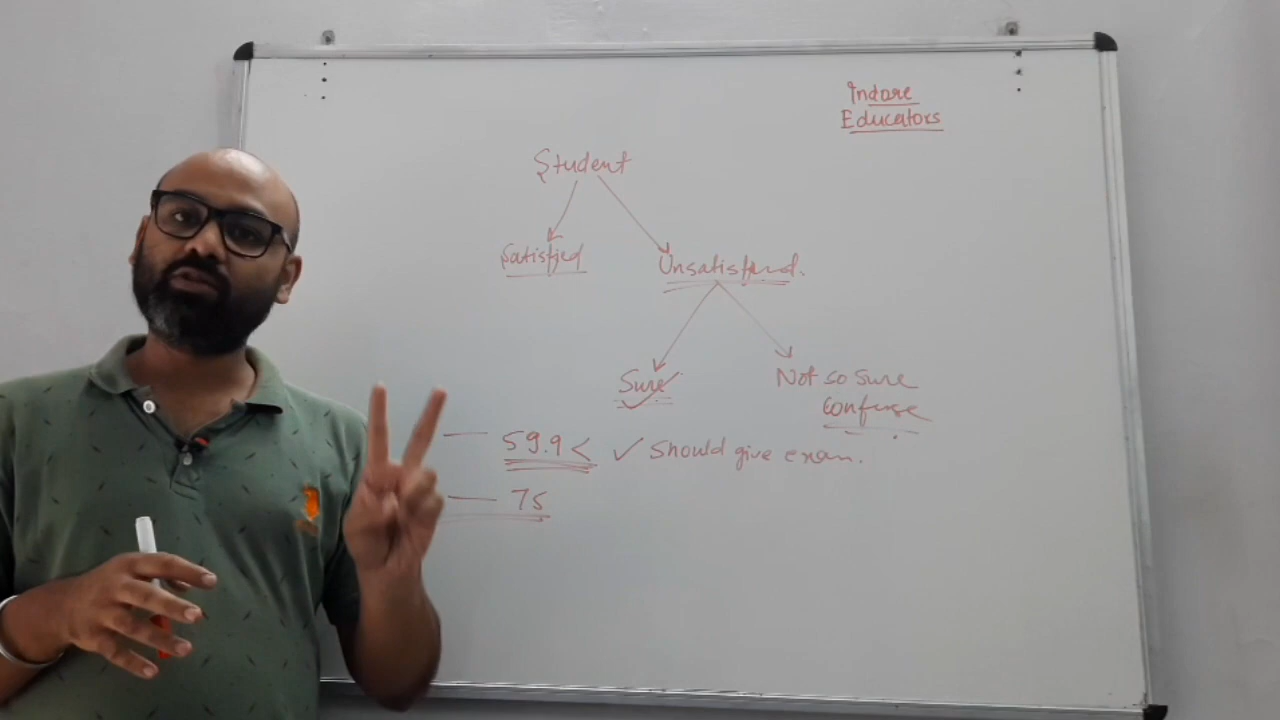 Indore
Educators
Student
Satisfied
Unsatisfied.
Sure
Not so sure
confuse
59.9< ✓ Should give exam.
75